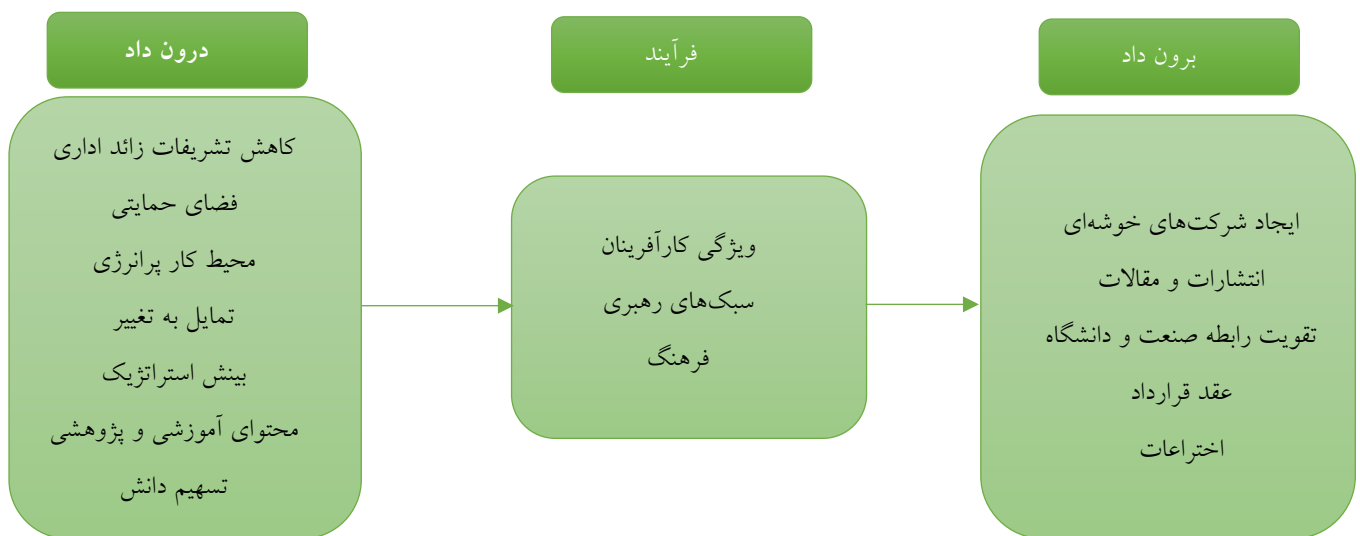 درون داد
کاهش تشریفات زائد اداری
فضای حمایتی
محیط کار پرانرژی
تمایل به تغییر
بینش استراتژیک
محتوای آموزشی و پژوهشی
تسهیم دانش
فرآیند
ویژگی کارآفرینان
سبک‌های رهبری
فرهنگ
برون داد
ایجاد شرکت‌های خوشه‌ای
انتشارات و مقالات
تقویت رابطه صنعت و دانشگاه
عقد قرارداد
اختراعات